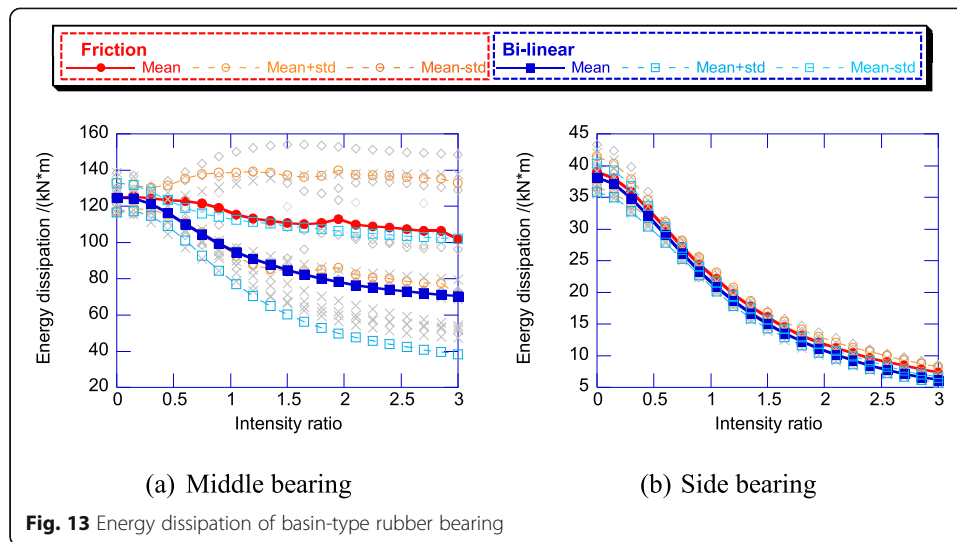 Friction
Bi-linear
Mean Mean+std Mean-std Mean Mean+std Mean-std
160
140
120
100
80
60
40
20
Energy dissipation /(kN*m)
0 0.5 1 1.5 2 2.5 3
Intensity ratio
(a) Middle bearing
45
40
35
30
25
20
15
10
5
Energy dissipation /(kN*m)
0 0.5 1 1.5 2 2.5 3
Intensity ratio
(b) Side bearing
Fig. 13 Energy dissipation of basin-type rubber bearing